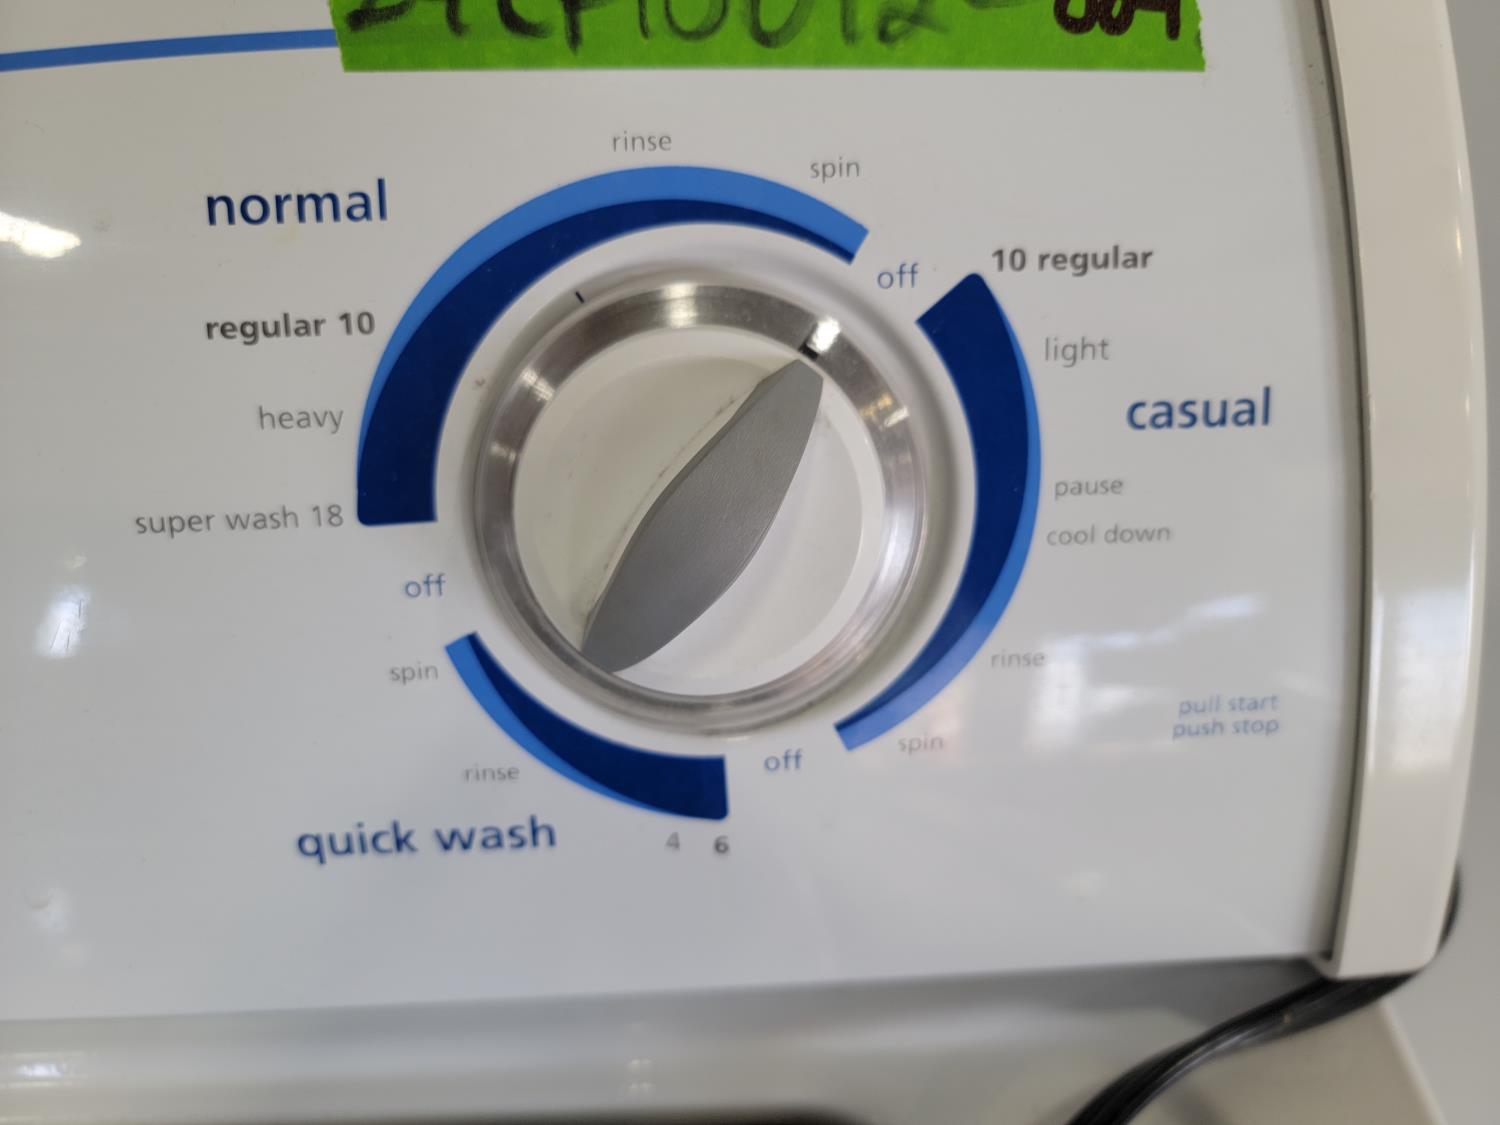 rinse
spin
normal
off
10 regular
regular 10
light
heavy
casual
super wash 18
pause
cool down
off
spin
rinse
pull start
push stop
spin
off
rinse
quick wash
4 6